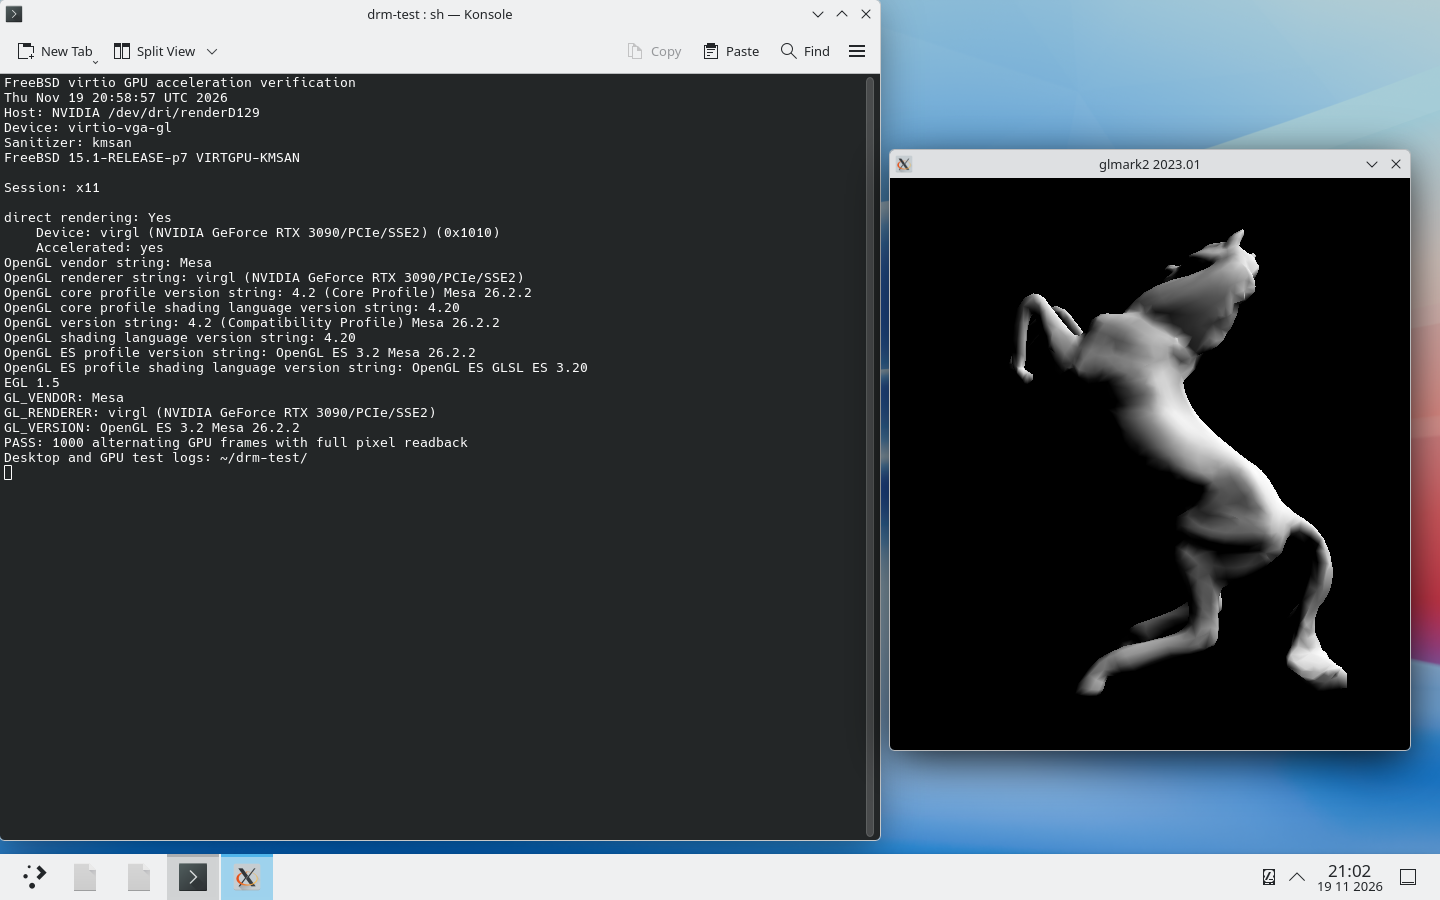 drm-test : sh — Konsole
New Tab
Split View
Copy
Paste
Find
FreeBSD virtio GPU acceleration verification
Thu Nov 19 20:58:57 UTC 2026
Host: NVIDIA /dev/dri/renderD129
Device: virtio-vga-gl
Sanitizer: kmsan
FreeBSD 15.1-RELEASE-p7 VIRTGPU-KMSAN
Session: x11
direct rendering: Yes
Device: virgl (NVIDIA GeForce RTX 3090/PCIe/SSE2) (0x1010)
Accelerated: yes
OpenGL vendor string: Mesa
OpenGL renderer string: virgl (NVIDIA GeForce RTX 3090/PCIe/SSE2)
OpenGL core profile version string: 4.2 (Core Profile) Mesa 26.2.2
OpenGL core profile shading language version string: 4.20
OpenGL version string: 4.2 (Compatibility Profile) Mesa 26.2.2
OpenGL shading language version string: 4.20
OpenGL ES profile version string: OpenGL ES 3.2 Mesa 26.2.2
OpenGL ES profile shading language version string: OpenGL ES GLSL ES 3.20
EGL 1.5
GL_VENDOR: Mesa
GL_RENDERER: virgl (NVIDIA GeForce RTX 3090/PCIe/SSE2)
GL_VERSION: OpenGL ES 3.2 Mesa 26.2.2
PASS: 1000 alternating GPU frames with full pixel readback
Desktop and GPU test logs: ~/drm-test/
glmark2 2023.01
21:02
19 11 2026